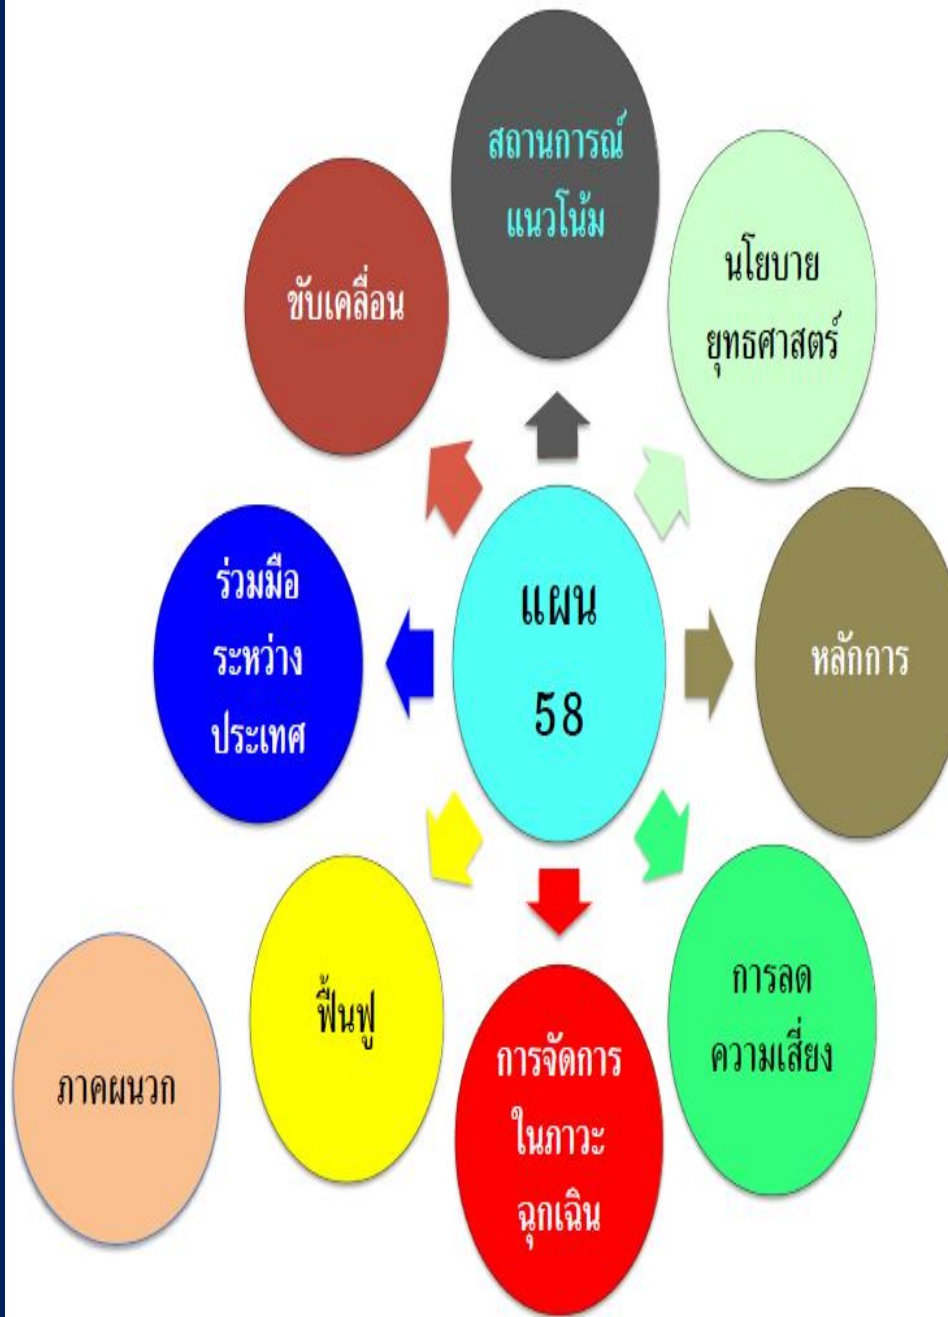 สถานการณ์
แนวโน้ม
นโยบาย
ยุทธศาสตร์
หลักการ
การลด
ความเสี่ยง
การจัดการ
ในภาวะ
ฉุกเฉิน
ฟื้นฟู
ร่วมมือ
ระหว่าง
ประเทศ
ขับเคลื่อน
แผน
58
ภาคผนวก